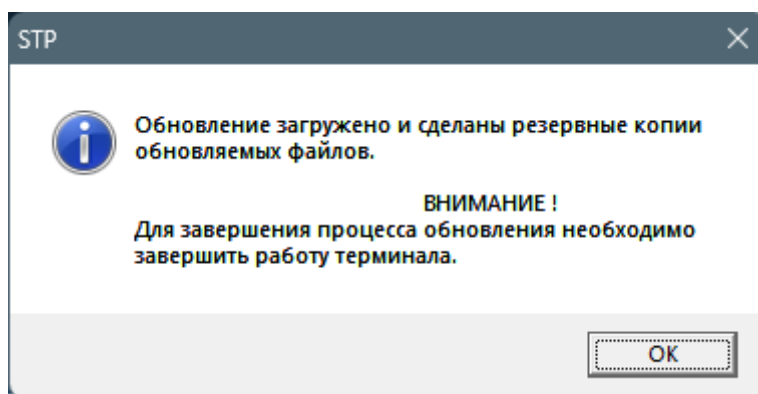 STP
Обновление загружено и сделаны резервные копии
обновляемых файлов.
ВНИМАНИЕ !
Для завершения процесса обновления необходимо
завершить работу терминала.
OK